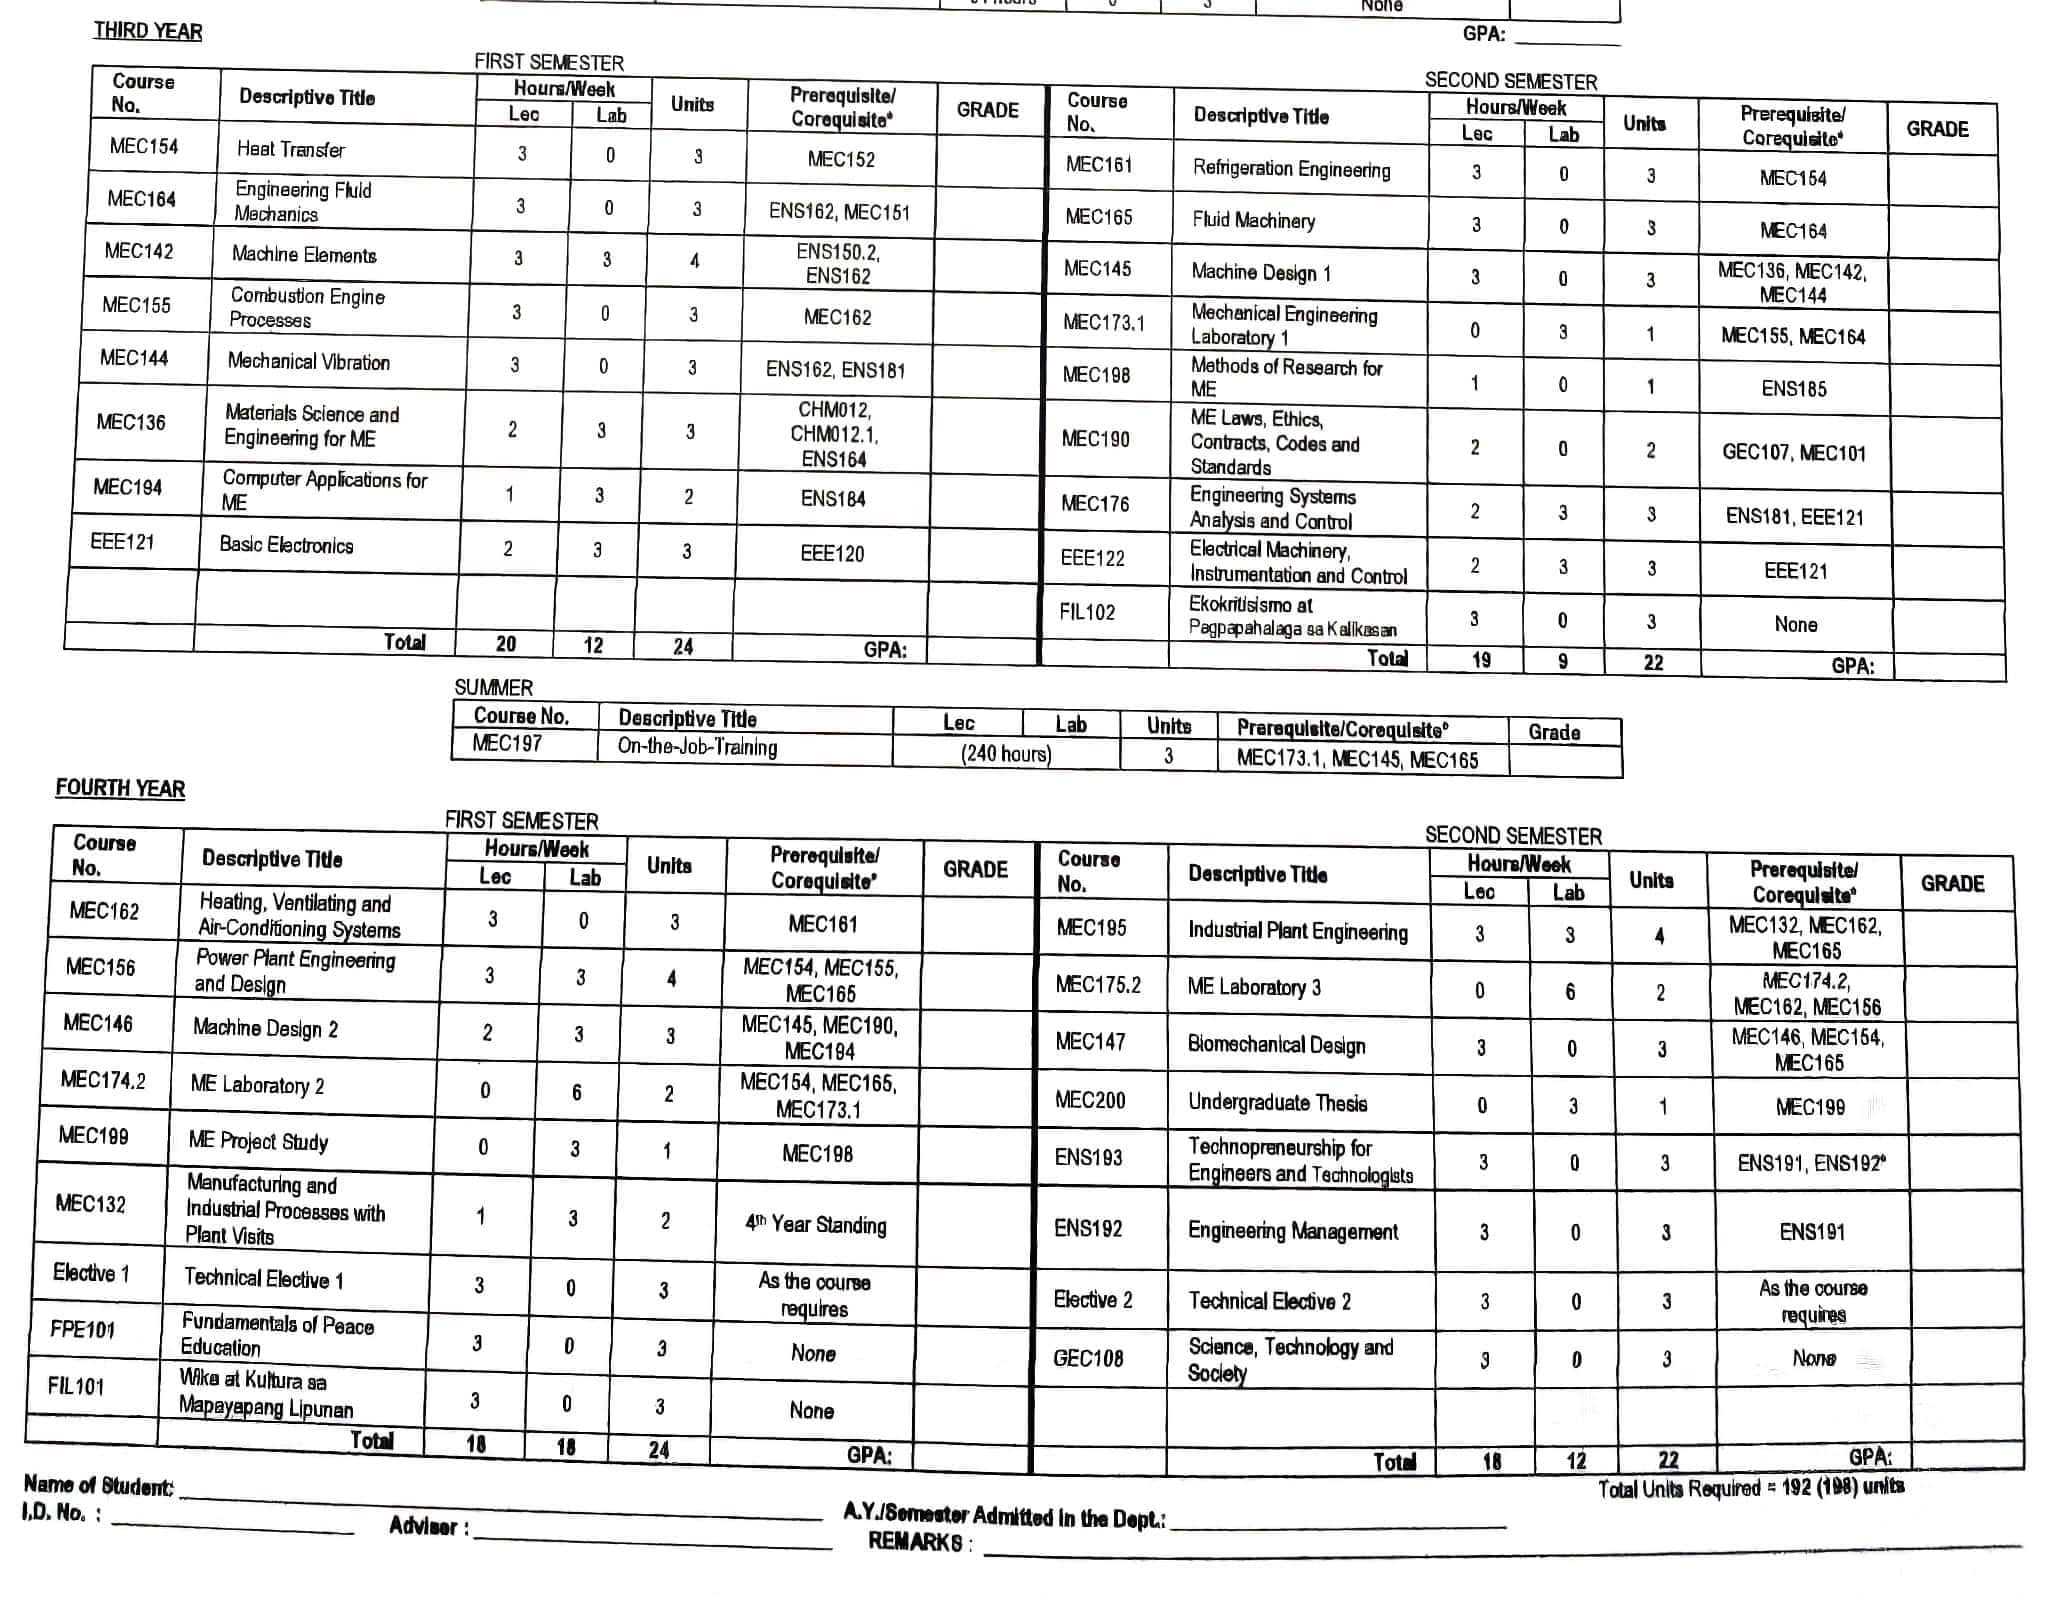 None
GPA:
THIRD YEAR
FIRST SEMESTER
Course No. Descriptive Title Hours/Week Lec Lab Units Prerequisite/ Corequisite* GRADE
MEC154 Heat Transfer 3 0 3 MEC152
MEC164 Engineering Fluid Mechanics 3 0 3 ENS162, MEC151
MEC142 Machine Elements 3 3 4 ENS150.2, ENS162
MEC155 Combustion Engine Processes 3 0 3 MEC162
MEC144 Mechanical Vibration 3 0 3 ENS162, ENS181
MEC136 Materials Science and Engineering for ME 2 3 3 CHM012, CHM012.1, ENS164
MEC194 Computer Applications for ME 1 3 2 ENS184
EEE121 Basic Electronics 2 3 3 EEE120
Total 20 12 24 GPA:
SECOND SEMESTER
Course No. Descriptive Title Hours/Week Lec Lab Units Prerequisite/ Corequisite* GRADE
MEC161 Refrigeration Engineering 3 0 3 MEC154
MEC165 Fluid Machinery 3 0 3 MEC164
MEC145 Machine Design 1 3 0 3 MEC136, MEC142, MEC144
MEC173.1 Mechanical Engineering Laboratory 1 0 3 1 MEC155, MEC164
MEC198 Methods of Research for ME 1 0 1 ENS185
MEC190 ME Laws, Ethics, Contracts, Codes and Standards 2 0 2 GEC107, MEC101
MEC176 Engineering Systems Analysis and Control 2 3 3 ENS181, EEE121
EEE122 Electrical Machinery, Instrumentation and Control 2 3 3 EEE121
FIL102 Ekokritisismo at Pagpapahalaga sa Kalikasan 3 0 3 None
Total 19 9 22 GPA:
SUMMER
Course No. Descriptive Title Lec Lab Units Prerequisite/Corequisite* Grade
MEC197 On-the-Job-Training (240 hours) 3 MEC173.1, MEC145, MEC165
FOURTH YEAR
FIRST SEMESTER
Course No. Descriptive Title Hours/Week Lec Lab Units Prerequisite/ Corequisite* GRADE
MEC162 Heating, Ventilating and Air-Conditioning Systems 3 0 3 MEC161
MEC156 Power Plant Engineering and Design 3 3 4 MEC154, MEC155, MEC165
MEC146 Machine Design 2 2 3 3 MEC145, MEC190, MEC194
MEC174.2 ME Laboratory 2 0 6 2 MEC154, MEC165, MEC173.1
MEC199 ME Project Study 0 3 1 MEC198
MEC132 Manufacturing and Industrial Processes with Plant Visits 1 3 2 4th Year Standing
Elective 1 Technical Elective 1 3 0 3 As the course requires
FPE101 Fundamentals of Peace Education 3 0 3 None
FIL101 Wika at Kultura sa Mapayapang Lipunan 3 0 3 None
Total 18 18 24 GPA:
SECOND SEMESTER
Course No. Descriptive Title Hours/Week Lec Lab Units Prerequisite/ Corequisite* GRADE
MEC195 Industrial Plant Engineering 3 3 4 MEC132, MEC162, MEC165
MEC175.2 ME Laboratory 3 0 6 2 MEC174.2, MEC162, MEC156
MEC147 Biomechanical Design 3 0 3 MEC146, MEC154, MEC165
MEC200 Undergraduate Thesis 0 3 1 MEC199
ENS193 Technopreneurship for Engineers and Technologists 3 0 3 ENS191, ENS192*
ENS192 Engineering Management 3 0 3 ENS191
Elective 2 Technical Elective 2 3 0 3 As the course requires
GEC108 Science, Technology and Society 3 0 3 None
Total 18 12 22 GPA:
Total Units Required = 192 (198) units
Name of Student:
I.D. No. :
Adviser :
A.Y./Semester Admitted in the Dept.:
REMARKS :